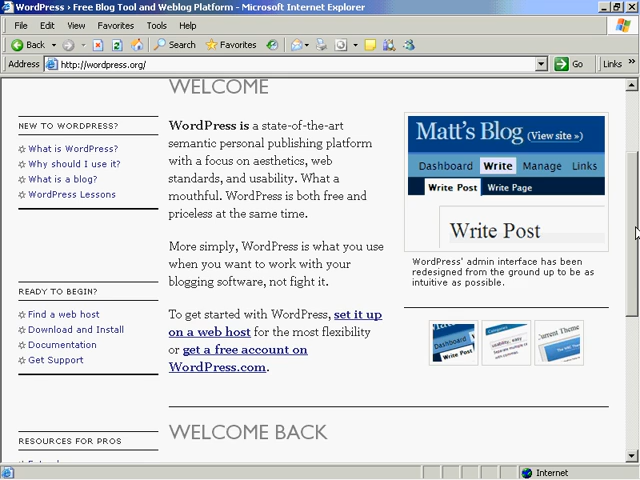 WordPress › Free Blog Tool and Weblog Platform - Microsoft Internet Explorer
File Edit View Favorites Tools Help
Back Search Favorites
Address http://wordpress.org/ Go Links »
WELCOME
NEW TO WORDPRESS?
What is WordPress?
Why should I use it?
What is a blog?
WordPress Lessons
READY TO BEGIN?
Find a web host
Download and Install
Documentation
Get Support
RESOURCES FOR PROS
WordPress is a state-of-the-art
semantic personal publishing platform
with a focus on aesthetics, web
standards, and usability. What a
mouthful. WordPress is both free and
priceless at the same time.
More simply, WordPress is what you use
when you want to work with your
blogging software, not fight it.
To get started with WordPress, set it up
on a web host for the most flexibility
or get a free account on
WordPress.com.
Matt's Blog (View site »)
Dashboard Write Manage Links
Write Post Write Page
Write Post
WordPress' admin interface has been
redesigned from the ground up to be as
intuitive as possible.
Dashboard
Write Post
usability, easy
Current Theme
WELCOME BACK
Internet